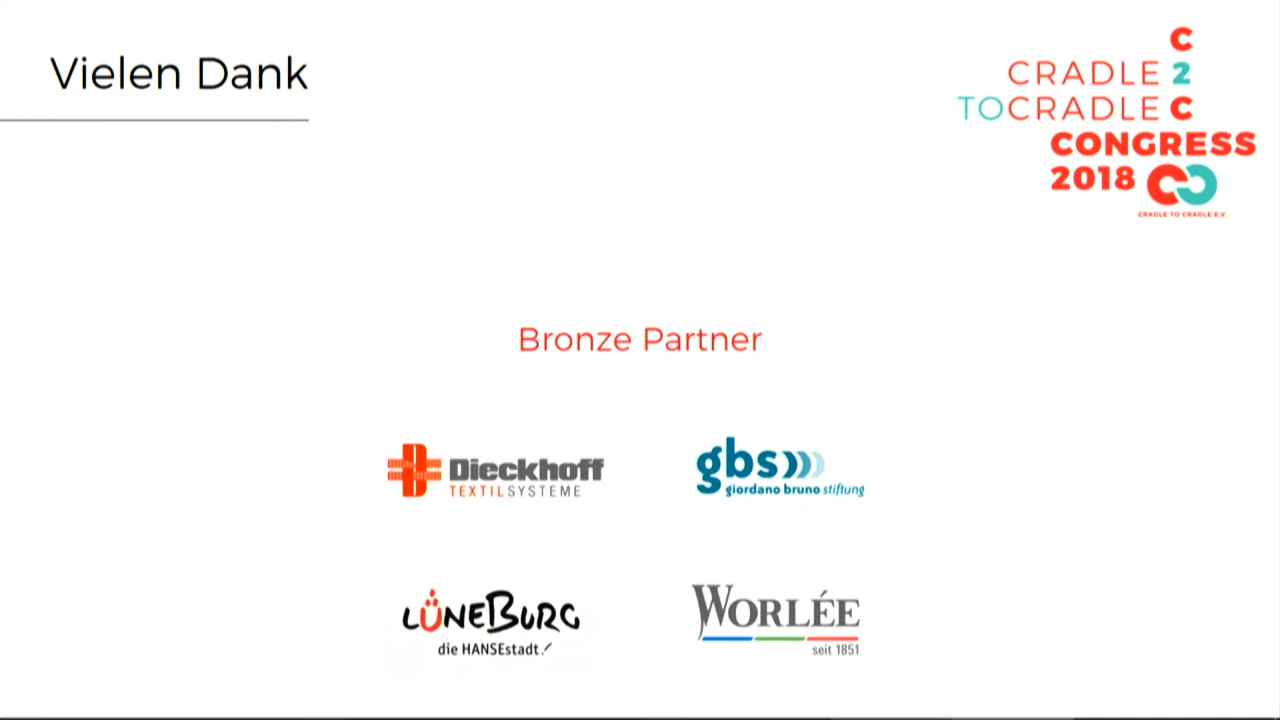 Vielen Dank
C
CRADLE 2
TOCRADLE C
CONGRESS
2018
CRADLE TO CRADLE E.V.
Bronze Partner
Dieckhoff
TEXTILSYSTEME
gbs
giordano bruno stiftung
LÜNEBURG
die HANSEstadt!
WORLÉE
seit 1851